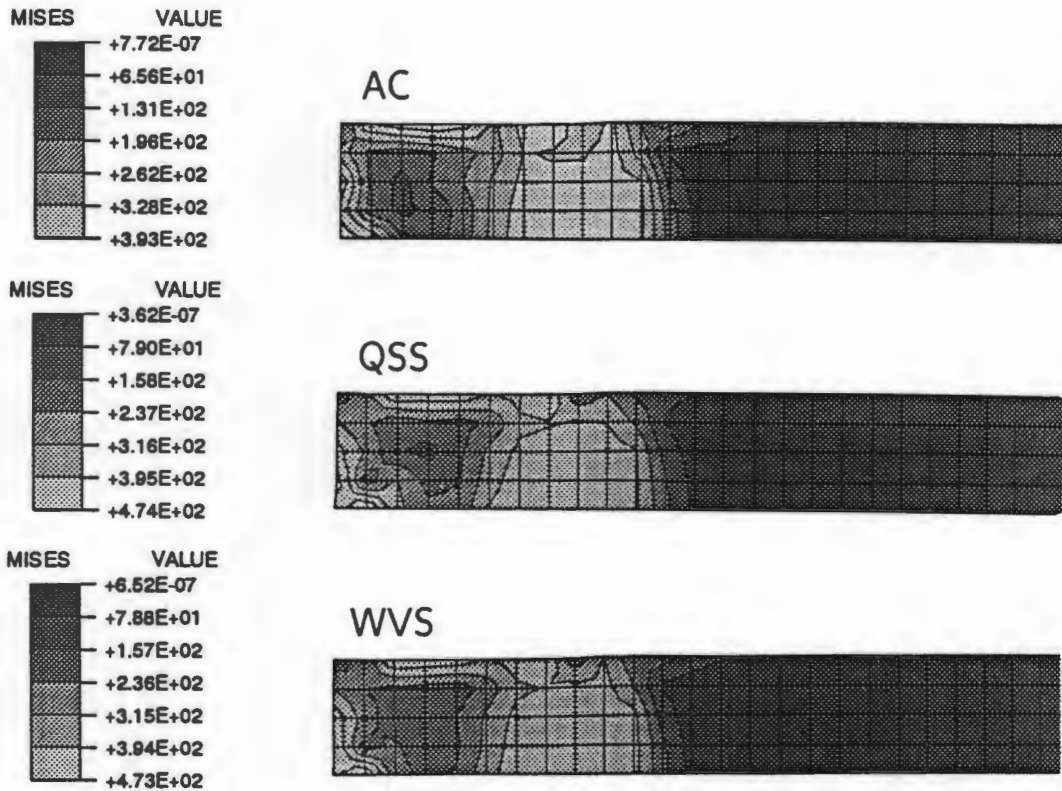 MISES VALUE
+7.72E-07
+6.56E+01
+1.31E+02
+1.96E+02
+2.62E+02
+3.28E+02
+3.93E+02
AC
MISES VALUE
+3.62E-07
+7.90E+01
+1.58E+02
+2.37E+02
+3.16E+02
+3.95E+02
+4.74E+02
QSS
MISES VALUE
+6.52E-07
+7.88E+01
+1.57E+02
+2.36E+02
+3.15E+02
+3.94E+02
+4.73E+02
WVS